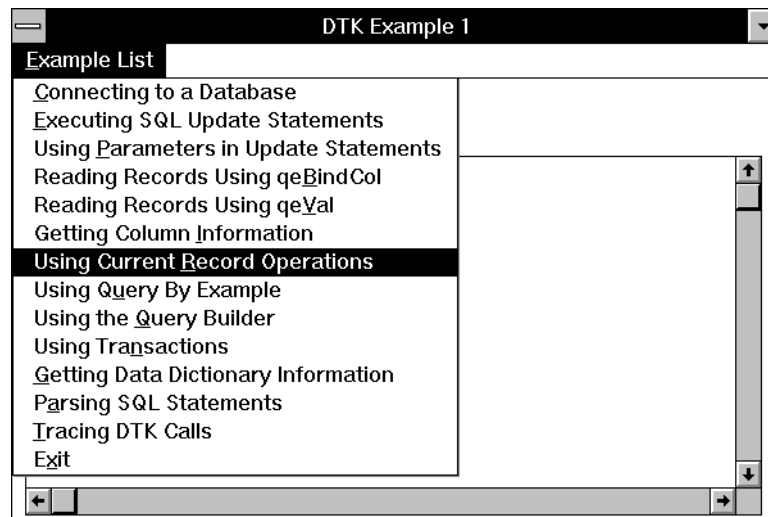 DTK Example 1
Example List
Connecting to a Database
Executing SQL Update Statements
Using Parameters in Update Statements
Reading Records Using qeBindCol
Reading Records Using qeVal
Getting Column Information
Using Current Record Operations
Using Query By Example
Using the Query Builder
Using Transactions
Getting Data Dictionary Information
Parsing SQL Statements
Tracing DTK Calls
Exit